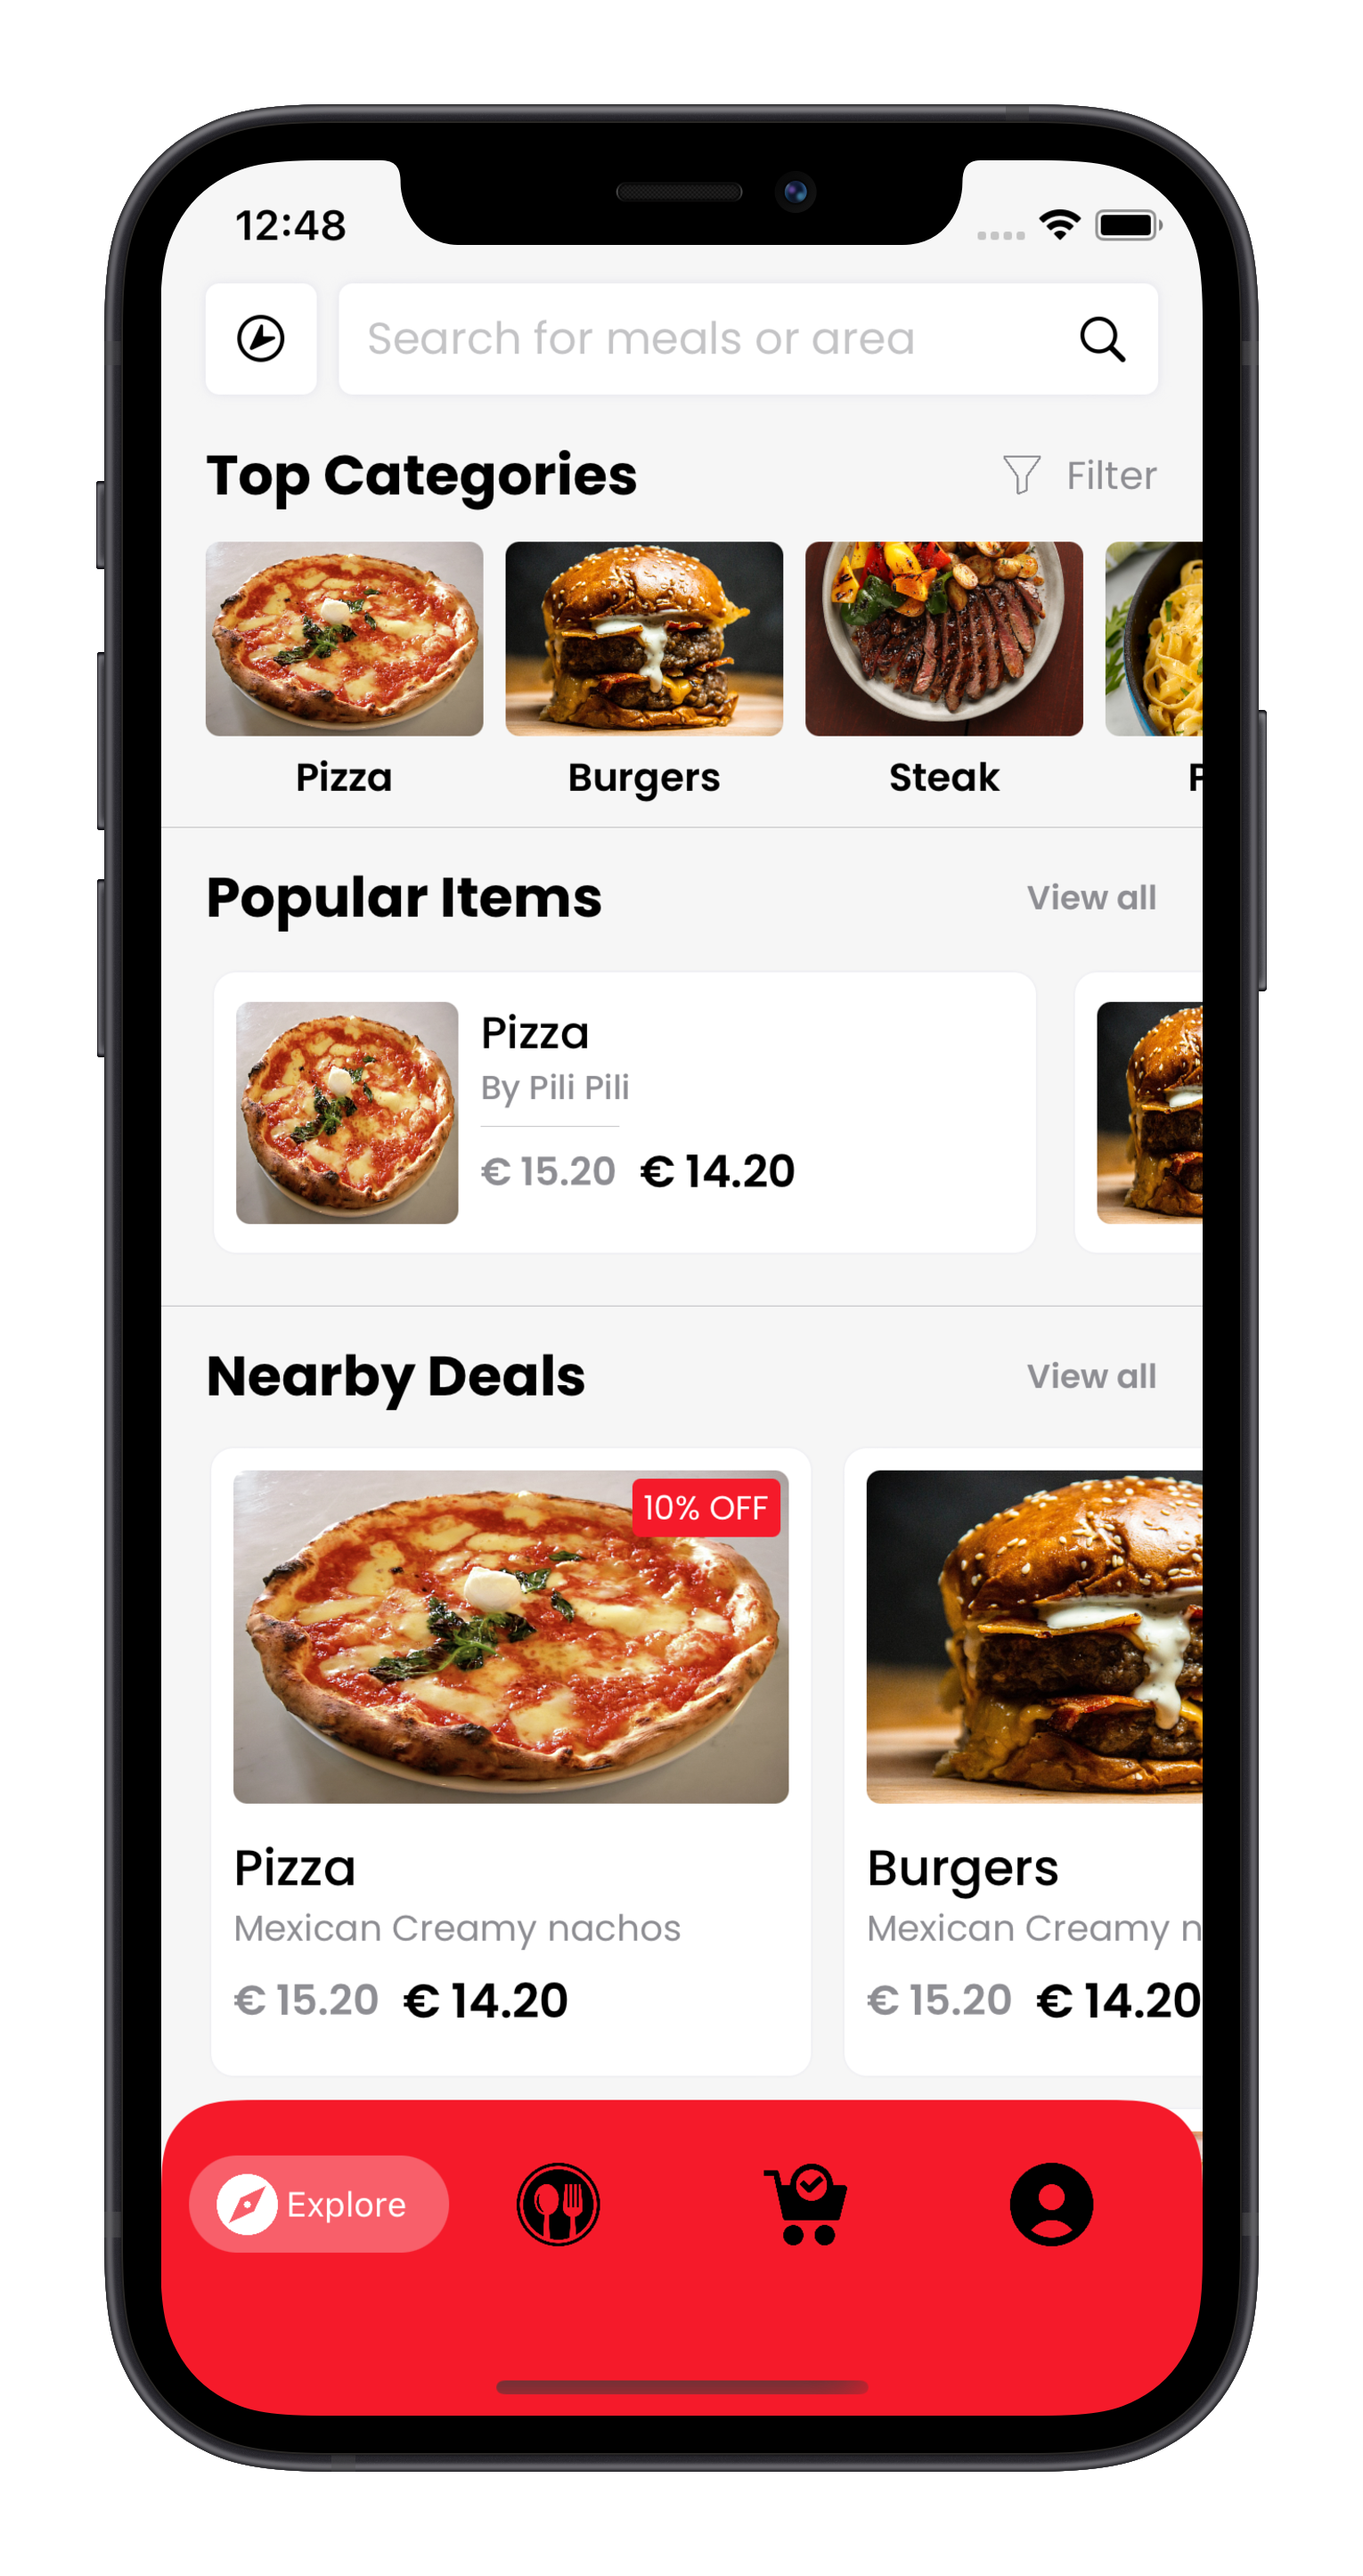 12:48
Search for meals or area
Top Categories
Filter
Pizza
Burgers
Steak
Popular Items
View all
Pizza
By Pili Pili
€ 15.20 € 14.20
Nearby Deals
View all
10% OFF
Pizza
Mexican Creamy nachos
€ 15.20 € 14.20
Burgers
Mexican Creamy n
€ 15.20 € 14.20
Explore